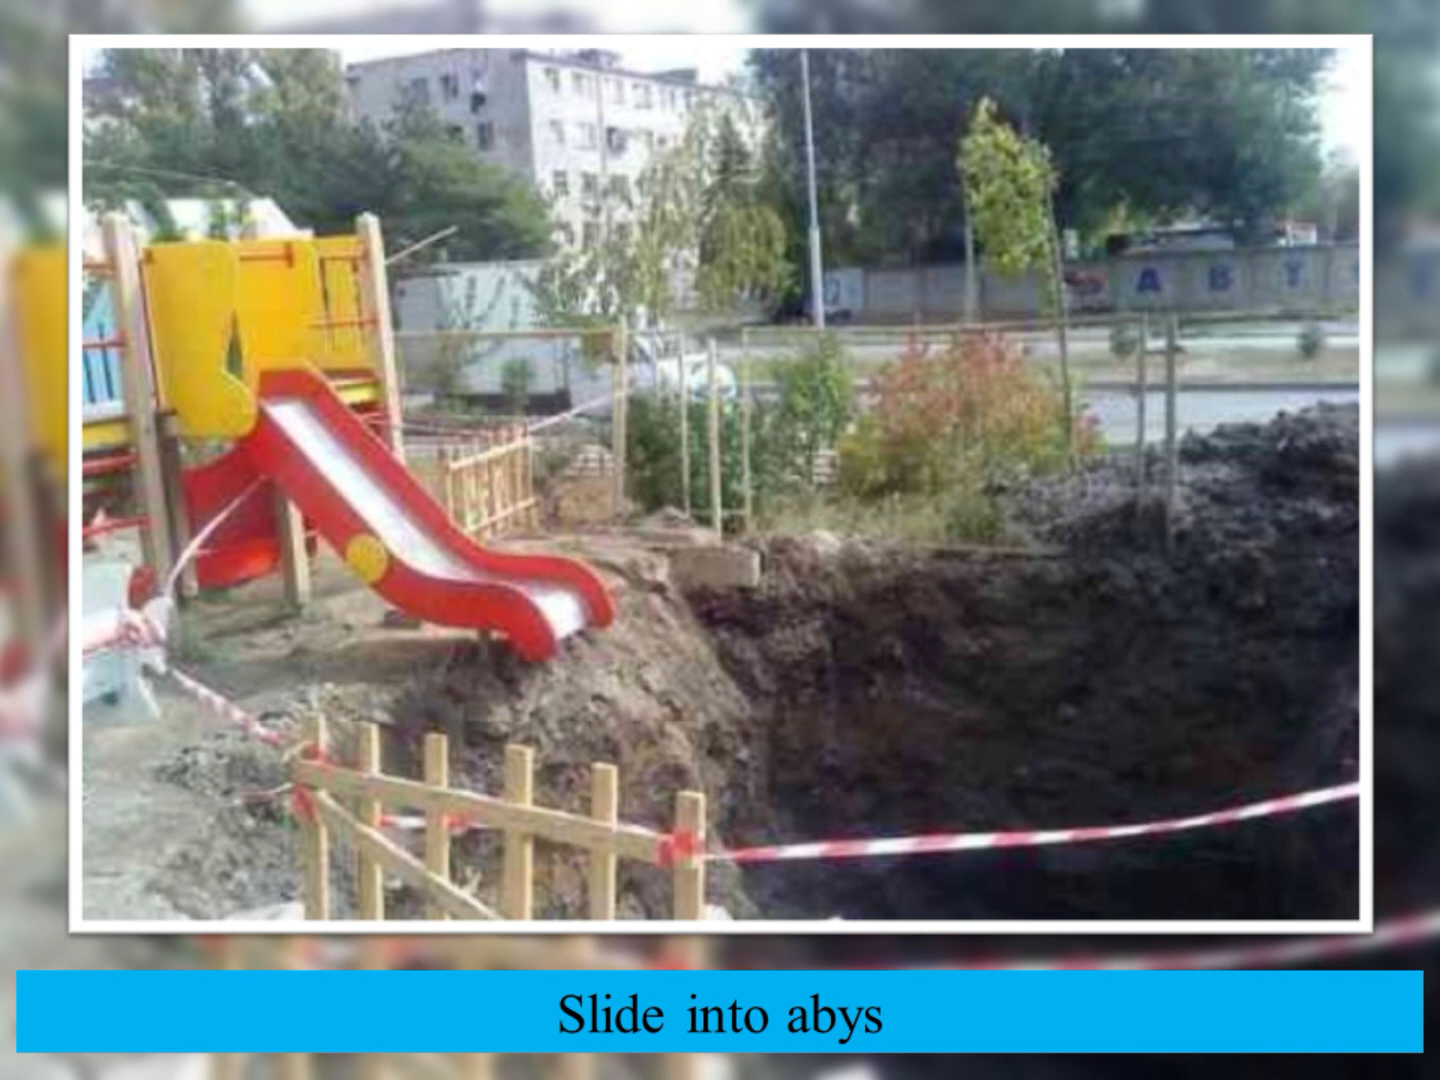 А В Т
Slide into abys